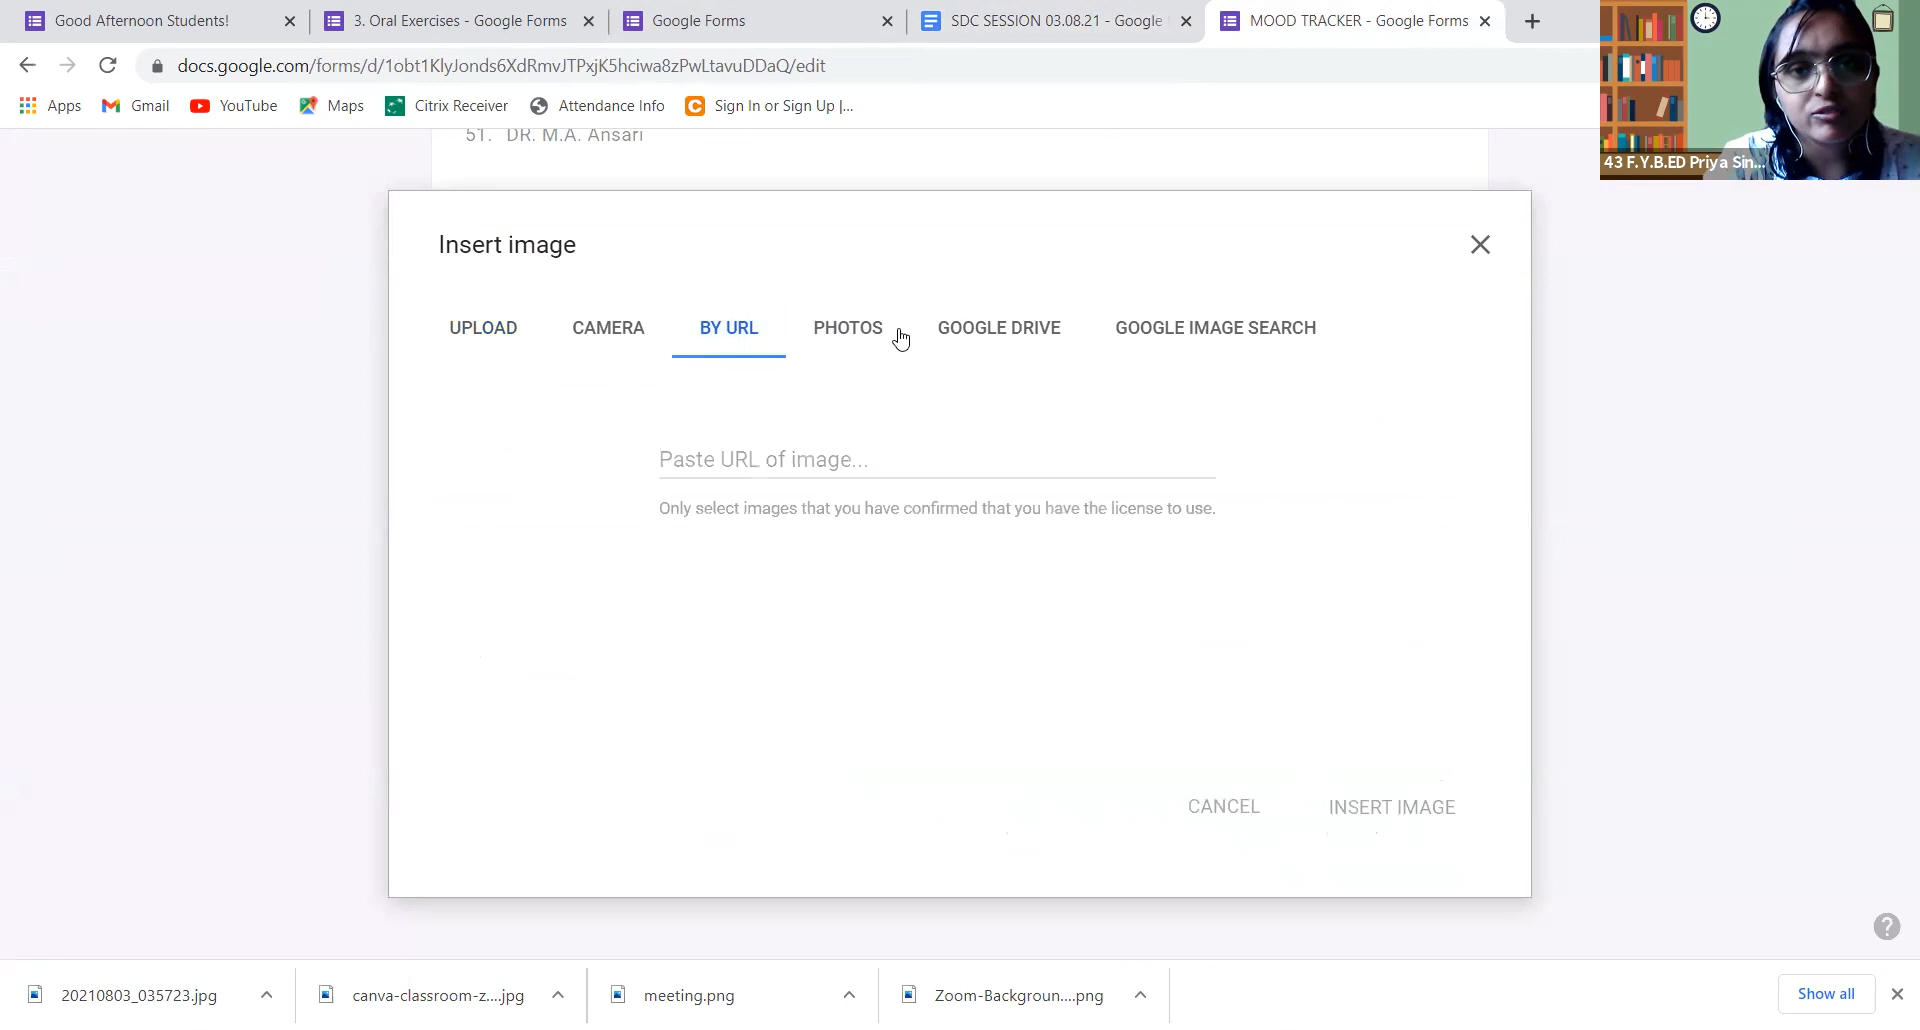 Good Afternoon Students!
3. Oral Exercises - Google Forms
Google Forms
SDC SESSION 03.08.21 - Google
MOOD TRACKER - Google Forms
docs.google.com/forms/d/1obt1KlyJonds6XdRmvJTPxjK5hciwa8zPwLtavuDDaQ/edit
Apps
Gmail
YouTube
Maps
Citrix Receiver
Attendance Info
Sign In or Sign Up |...
43 F.Y.B.ED Priya Sin...
51. DR. M.A. Ansari
Insert image
UPLOAD
CAMERA
BY URL
PHOTOS
GOOGLE DRIVE
GOOGLE IMAGE SEARCH
Paste URL of image...
Only select images that you have confirmed that you have the license to use.
CANCEL
INSERT IMAGE
20210803_035723.jpg
canva-classroom-z....jpg
meeting.png
Zoom-Backgroun....png
Show all